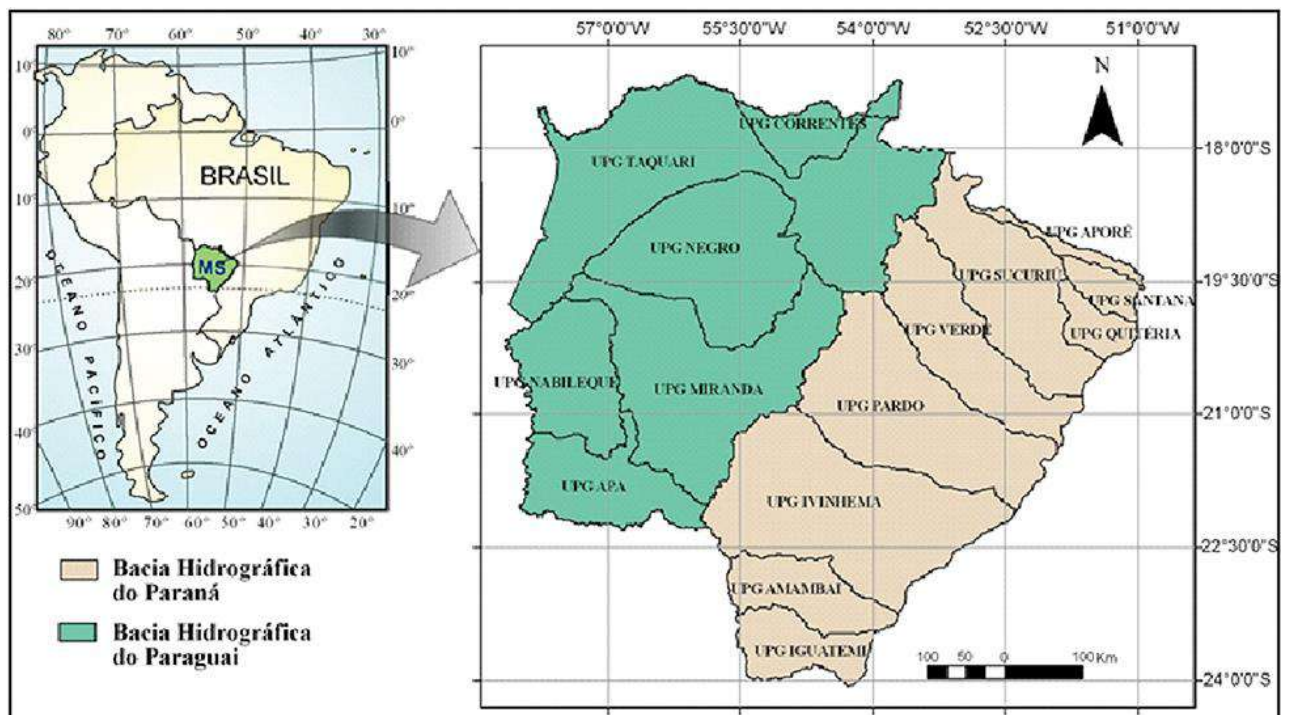 80° 70° 60° 50° 40° 30°
10°
0°
10°
20°
30°
40°
50°
10°
0°
10°
20°
30°
40°
90° 80° 70° 60° 50° 40° 30° 20°
BRASIL
MS
OCEANO PACÍFICO
OCEANO ATLÂNTICO
Bacia Hidrográfica
do Paraná
Bacia Hidrográfica
do Paraguai
57°0'0"W 55°30'0"W 54°0'0"W 52°30'0"W 51°0'0"W
N
18°0'0"S
19°30'0"S
21°0'0"S
22°30'0"S
24°0'0"S
UPG CORRENTES
UPG TAQUARI
UPG NEGRO
UPG APORÉ
UPG SUCURIÚ
UPG SANTANA
UPG VERDE
UPG QUITÉRIA
UPG NABILEQUE
UPG MIRANDA
UPG PARDO
UPG APA
UPG IVINHEMA
UPG AMAMBAI
UPG IGUATEMI
100 50 0 100 Km